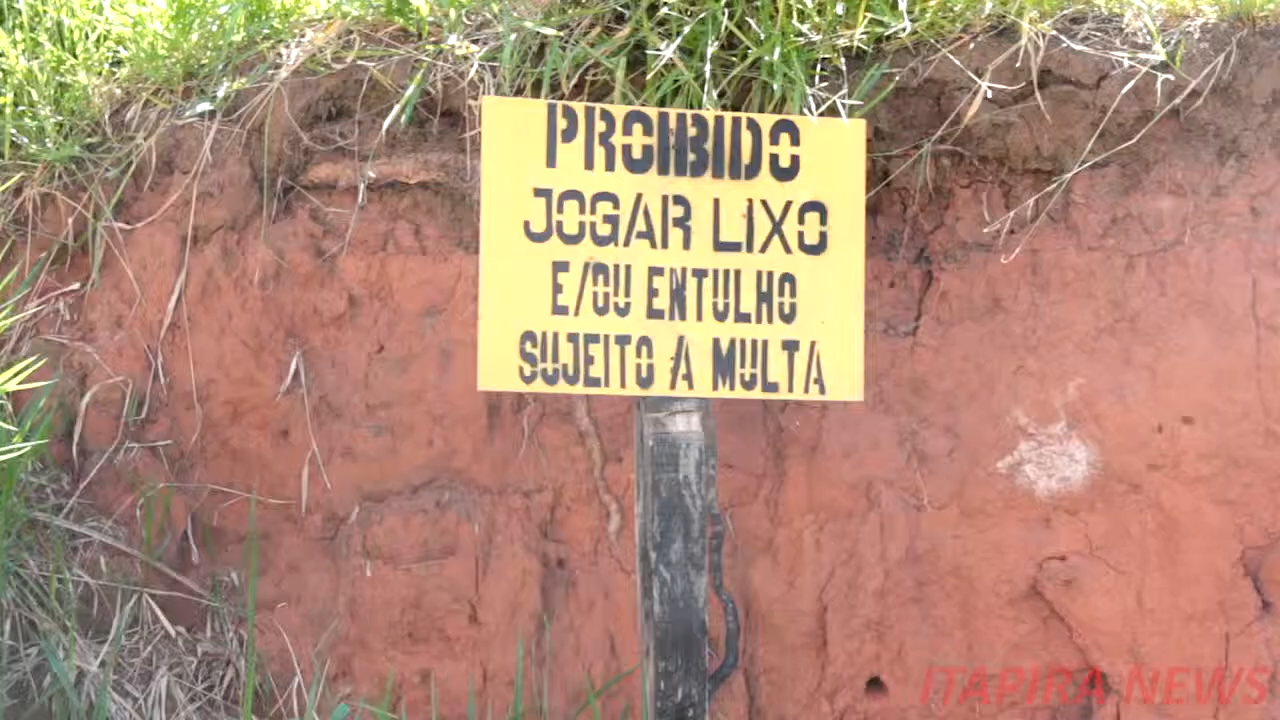 PROIBIDO
JOGAR LIXO
E/OU ENTULHO
SUJEITO A MULTA
ITAPIRA NEWS